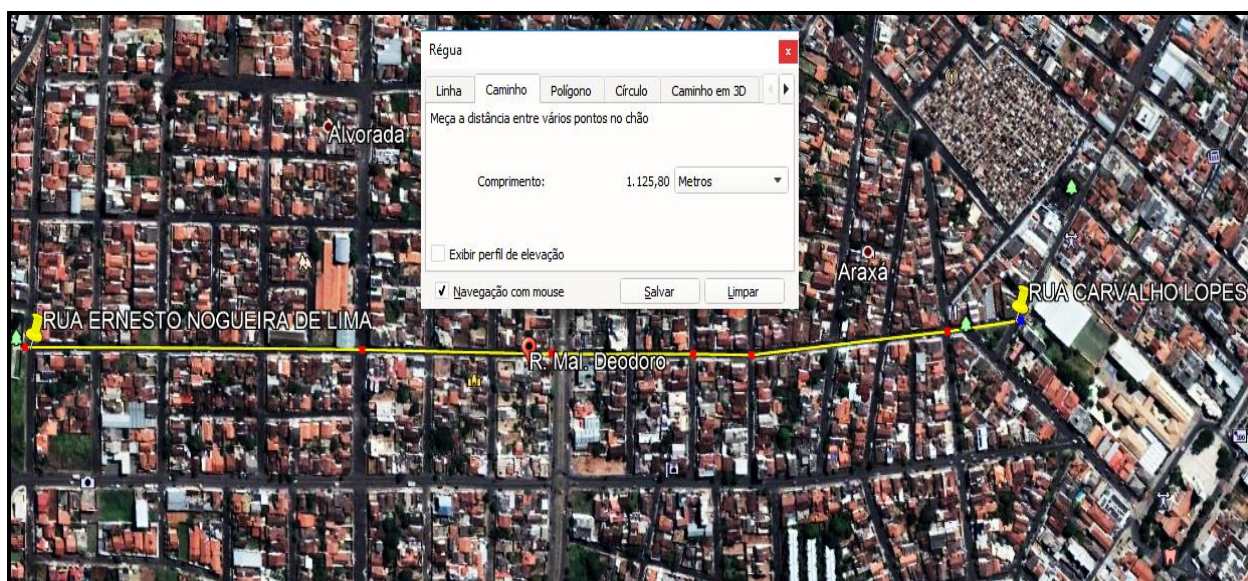 Régua
x
Linha
Caminho
Polígono
Círculo
Caminho em 3D
Meça a distância entre vários pontos no chão
Comprimento:
1.125,80
Metros
Exibir perfil de elevação
Navegação com mouse
Salvar
Limpar
Alvorada
Araxá
RUA CARVALHO LOPES
RUA ERNESTO NOGUEIRA DE LIMA
R. Mal. Deodoro